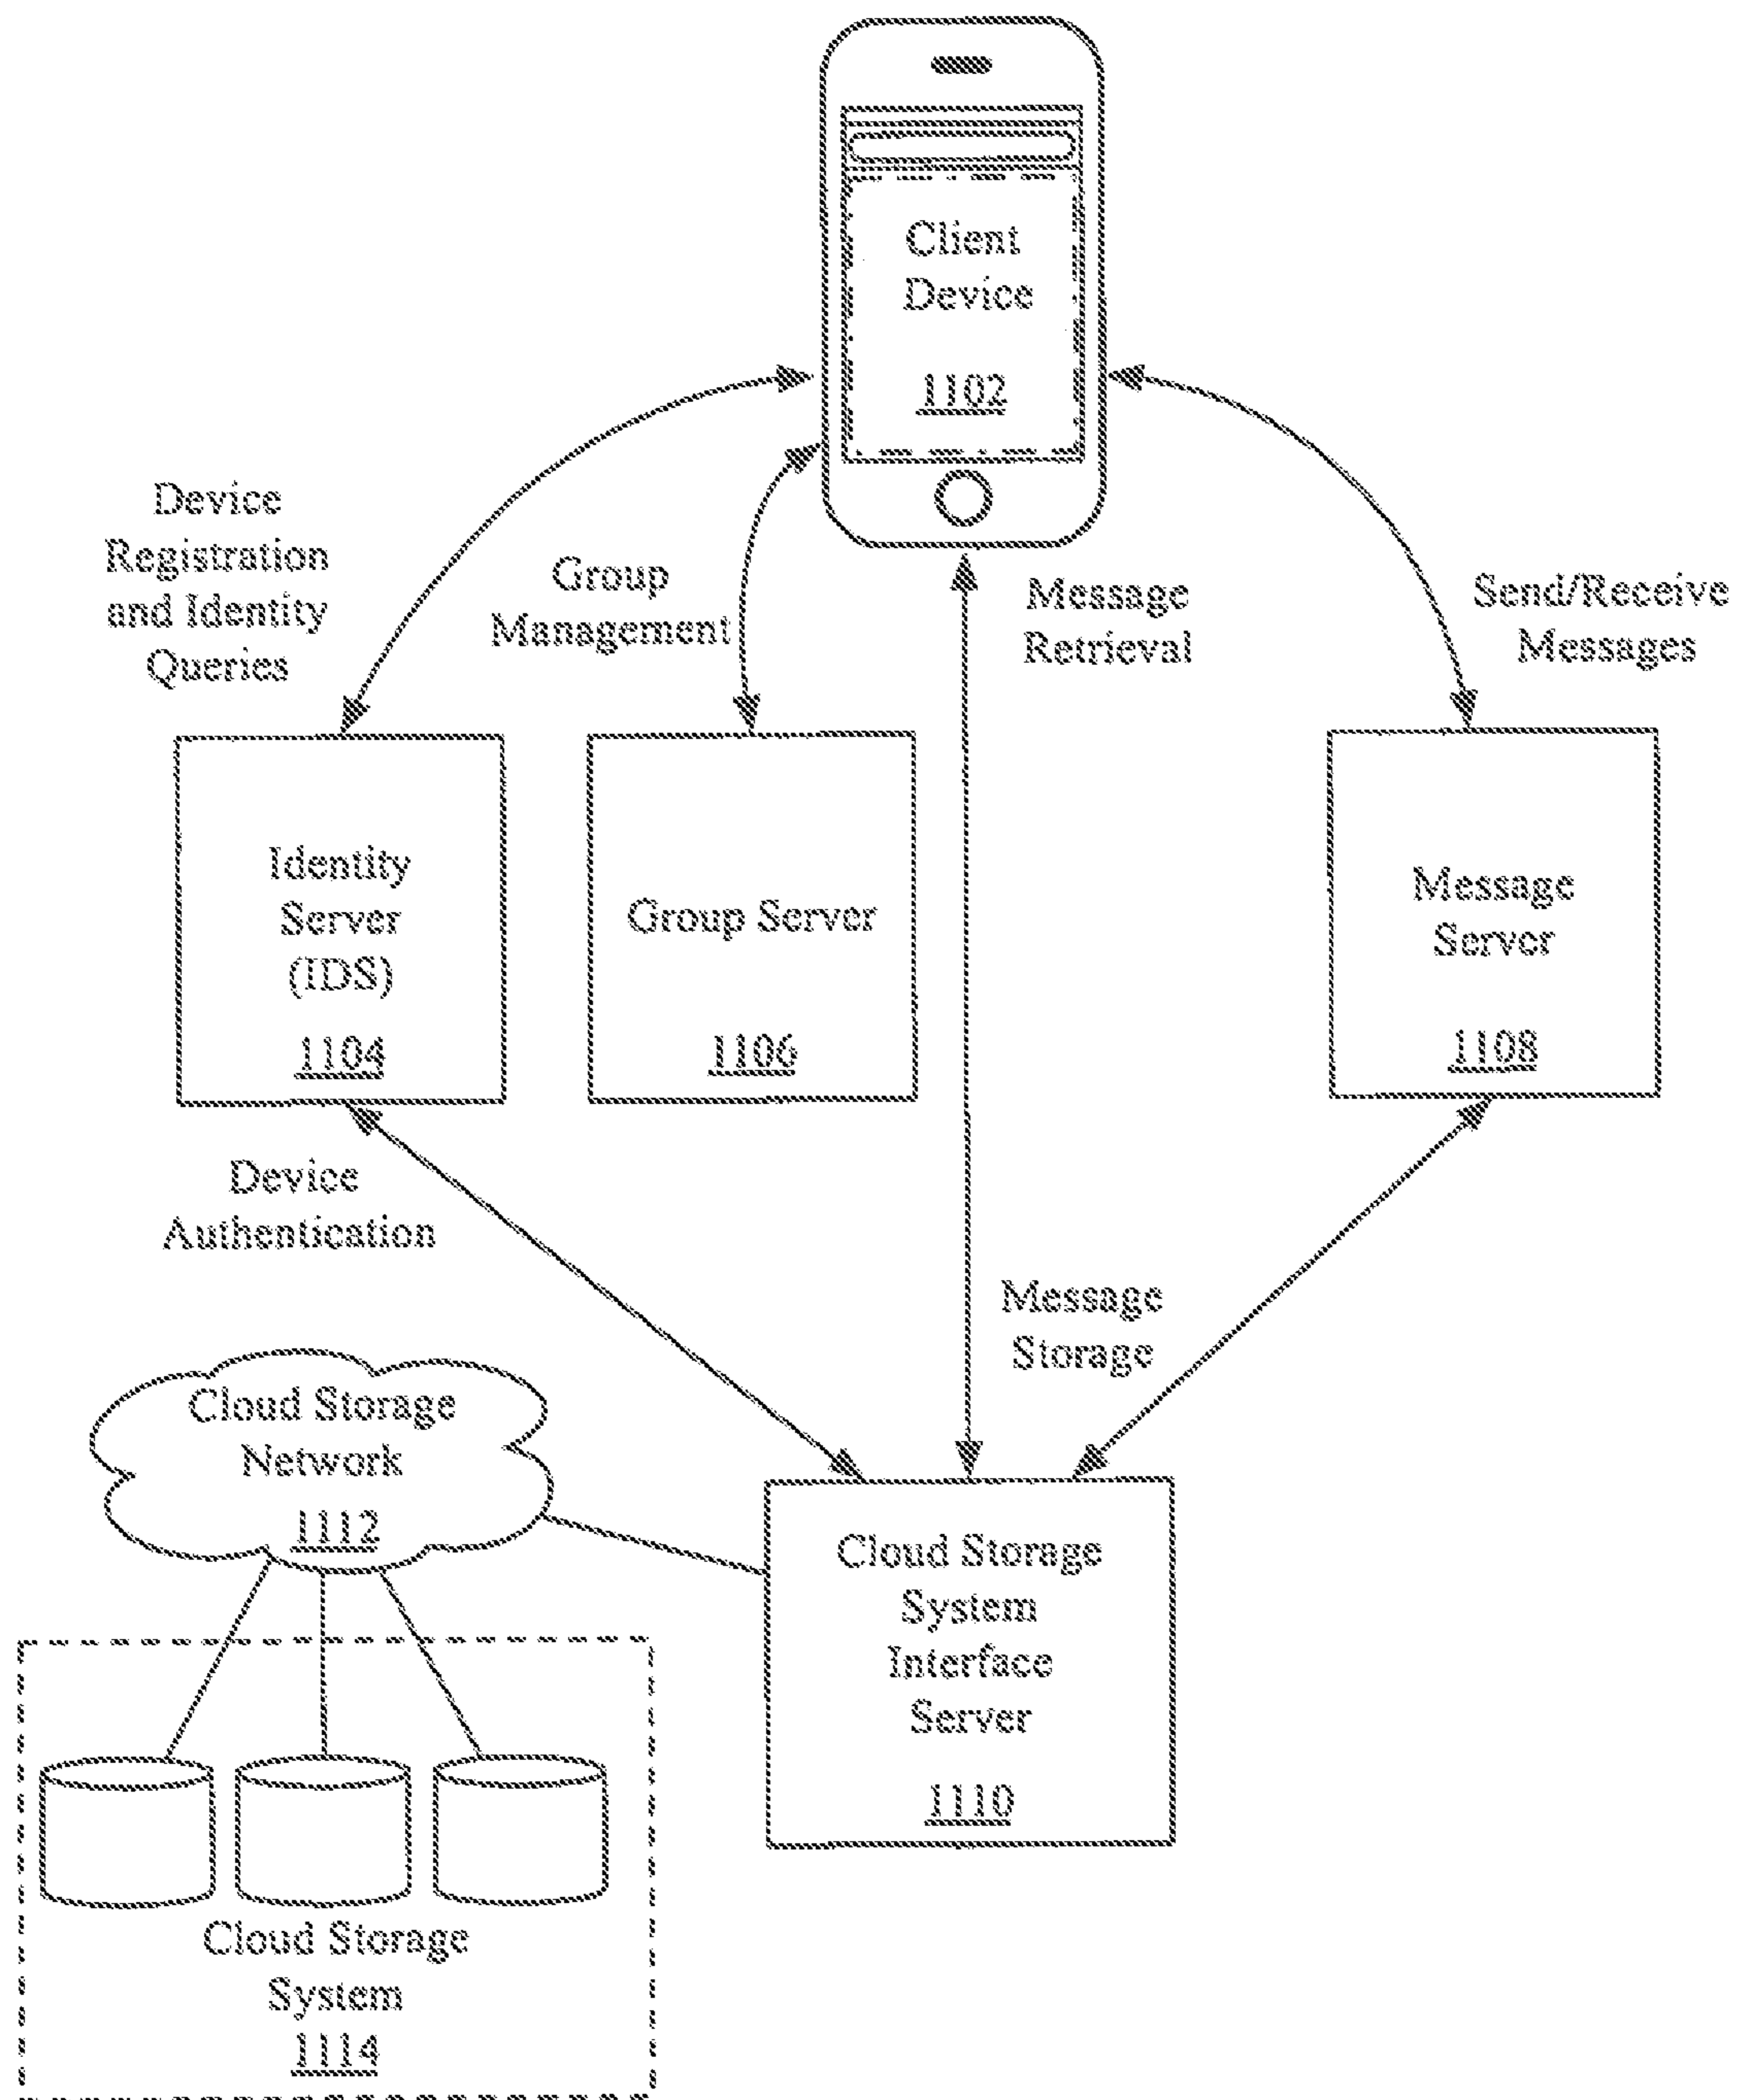 Client
Device
1102
Device
Registration
and Identity
Queries
Group
Management
Message
Retrieval
Send/Receive
Messages
Identity
Server
(IDS)
1104
Group Server
1106
Message
Server
1108
Device
Authentication
Message
Storage
Cloud Storage
Network
1112
Cloud Storage
System
Interface
Server
1110
Cloud Storage
System
1114